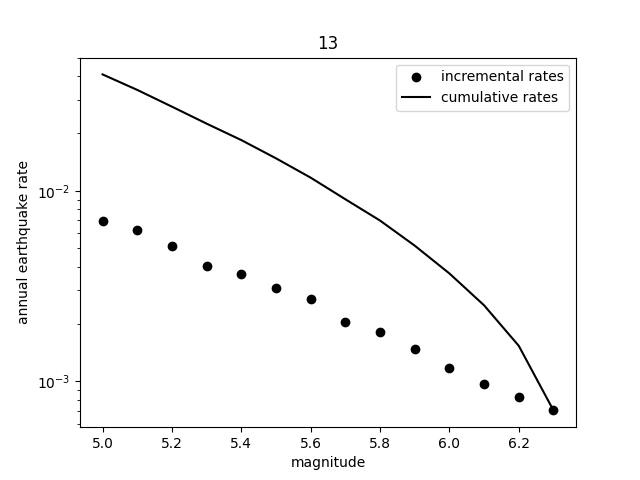 13
incremental rates
cumulative rates
annual earthquake rate
10⁻²
10⁻³
5.0 5.2 5.4 5.6 5.8 6.0 6.2
magnitude